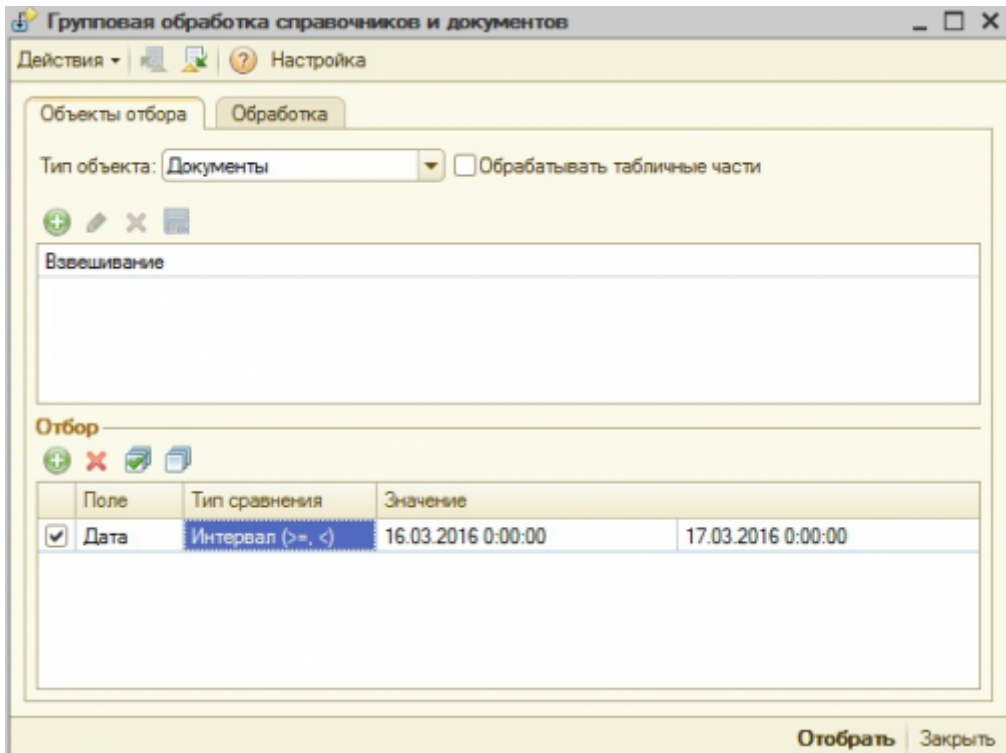 Групповая обработка справочников и документов
Действия Настройка
Объекты отбора Обработка
Тип объекта: Документы Обрабатывать табличные части
Взвешивание
Отбор
Поле Тип сравнения Значение
Дата Интервал (>=, <) 16.03.2016 0:00:00 17.03.2016 0:00:00
Отобрать Закрыть